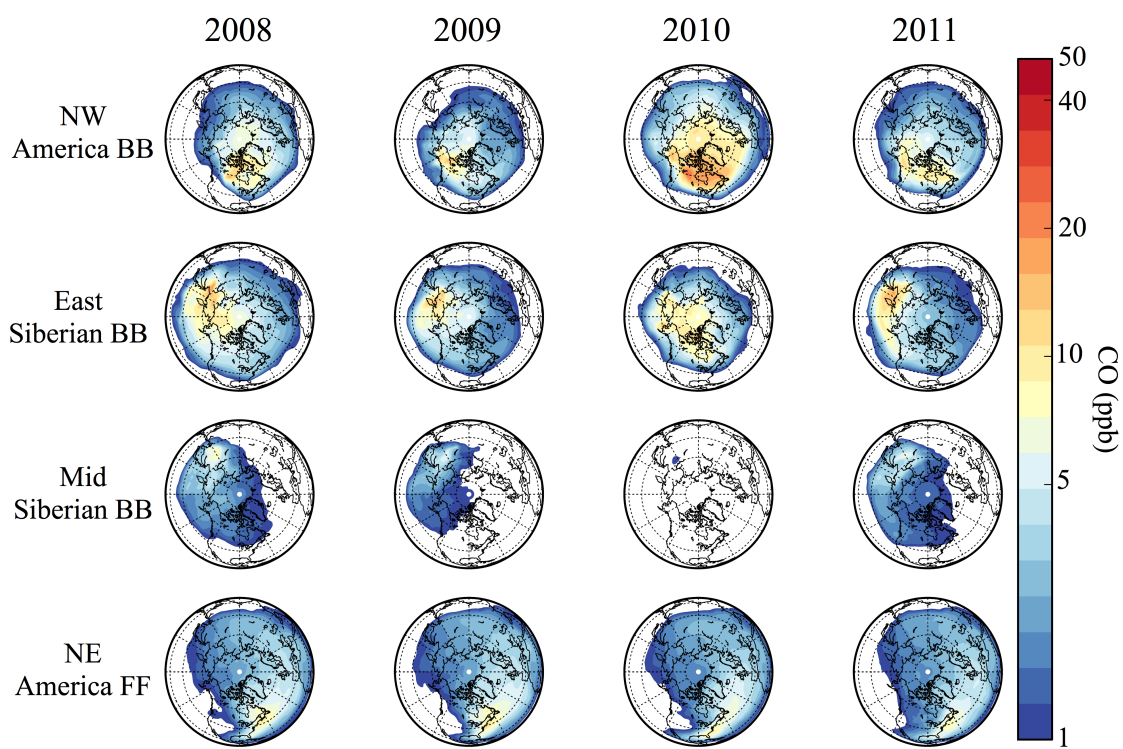 2008 2009 2010 2011
NW
America BB
East
Siberian BB
Mid
Siberian BB
NE
America FF
50
40
20
10
5
1
CO (ppb)